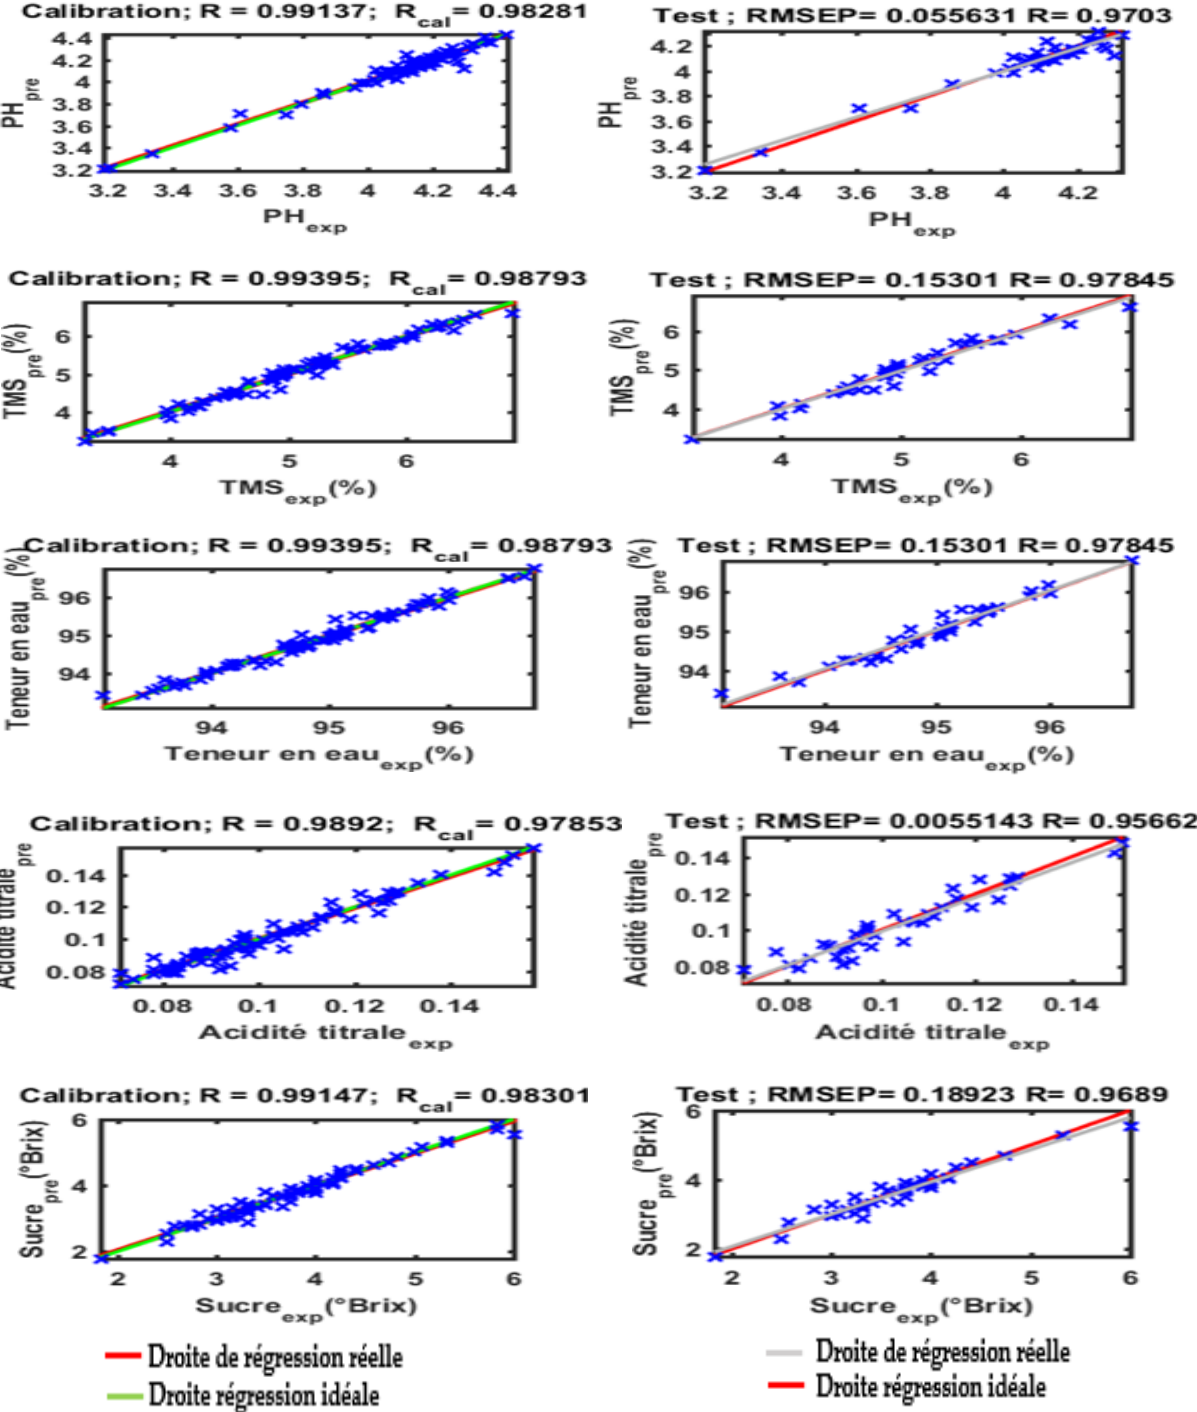 Calibration; R = 0.99137; Rcal= 0.98281
Test ; RMSEP= 0.055631 R= 0.9703
PHpre
4.4
4.2
4
3.8
3.6
3.4
3.2
3.2 3.4 3.6 3.8 4 4.2 4.4
PHexp
PHpre
4.2
4
3.8
3.6
3.4
3.2
3.2 3.4 3.6 3.8 4 4.2
PHexp
Calibration; R = 0.99395; Rcal= 0.98793
Test ; RMSEP= 0.15301 R= 0.97845
TMSpre(%)
6
5
4
4 5 6
TMSexp(%)
TMSpre(%)
6
5
4
4 5 6
TMSexp(%)
Calibration; R = 0.99395; Rcal= 0.98793
Test ; RMSEP= 0.15301 R= 0.97845
Teneur en eaupre(%)
96
95
94
94 95 96
Teneur en eauexp(%)
Teneur en eaupre(%)
96
95
94
94 95 96
Teneur en eauexp(%)
Calibration; R = 0.9892; Rcal= 0.97853
Test ; RMSEP= 0.0055143 R= 0.95662
Acidité titralepre
0.14
0.12
0.1
0.08
0.08 0.1 0.12 0.14
Acidité titraleexp
Acidité titralepre
0.14
0.12
0.1
0.08
0.08 0.1 0.12 0.14
Acidité titraleexp
Calibration; R = 0.99147; Rcal= 0.98301
Test ; RMSEP= 0.18923 R= 0.9689
Sucrepre(°Brix)
6
4
2
2 3 4 5 6
Sucreexp(°Brix)
Sucrepre(°Brix)
6
4
2
2 3 4 5 6
Sucreexp(°Brix)
Droite de régression réelle
Droite régression idéale
Droite de régression réelle
Droite régression idéale